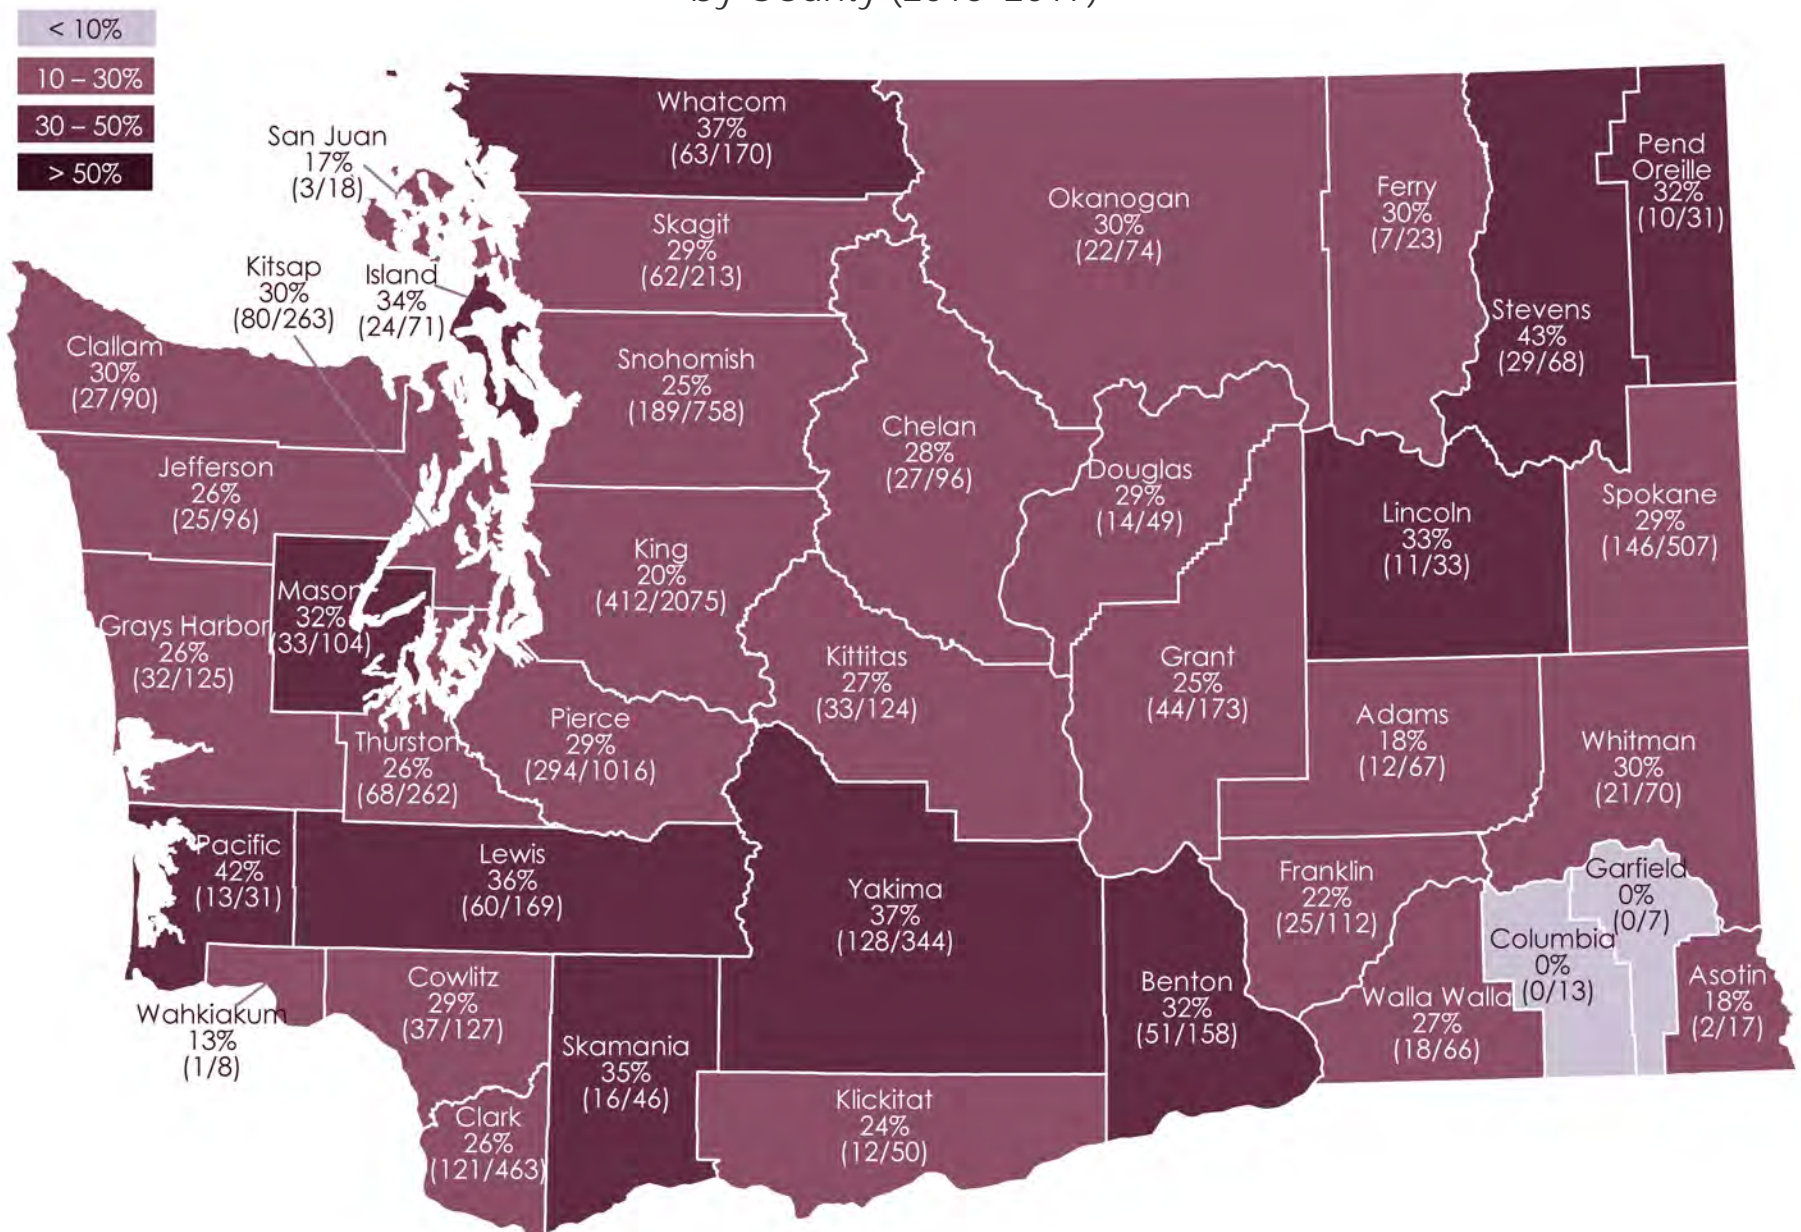 by County (2015–2017)
< 10%
10 – 30%
30 – 50%
> 50%
Whatcom
37%
(63/170)
San Juan
17%
(3/18)
Skagit
29%
(62/213)
Okanogan
30%
(22/74)
Ferry
30%
(7/23)
Pend
Oreille
32%
(10/31)
Stevens
43%
(29/68)
Kitsap
30%
(80/263)
Island
34%
(24/71)
Clallam
30%
(27/90)
Snohomish
25%
(189/758)
Chelan
28%
(27/96)
Douglas
29%
(14/49)
Jefferson
26%
(25/96)
King
20%
(412/2075)
Lincoln
33%
(11/33)
Spokane
29%
(146/507)
Mason
32%
(33/104)
Grays Harbor
26%
(32/125)
Kittitas
27%
(33/124)
Grant
25%
(44/173)
Adams
18%
(12/67)
Whitman
30%
(21/70)
Thurston
26%
(68/262)
Pierce
29%
(294/1016)
Pacific
42%
(13/31)
Lewis
36%
(60/169)
Yakima
37%
(128/344)
Franklin
22%
(25/112)
Garfield
0%
(0/7)
Columbia
0%
(0/13)
Asotin
18%
(2/17)
Walla Walla
27%
(18/66)
Benton
32%
(51/158)
Wahkiakum
13%
(1/8)
Cowlitz
29%
(37/127)
Skamania
35%
(16/46)
Clark
26%
(121/463)
Klickitat
24%
(12/50)